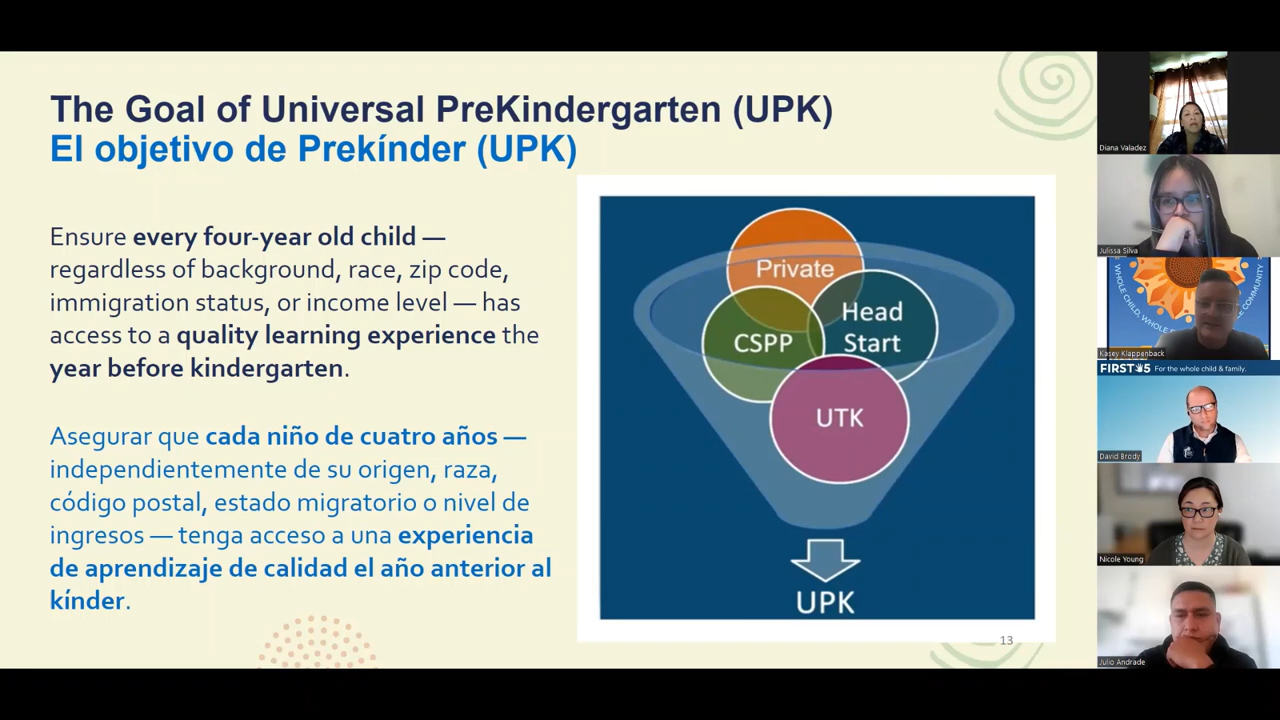 The Goal of Universal PreKindergarten (UPK)
El objetivo de Prekínder (UPK)
Ensure every four-year old child —
regardless of background, race, zip code,
immigration status, or income level — has
access to a quality learning experience the
year before kindergarten.
Asegurar que cada niño de cuatro años —
independientemente de su origen, raza,
código postal, estado migratorio o nivel de
ingresos — tenga acceso a una experiencia
de aprendizaje de calidad el año anterior al
kínder.
Private
Head
Start
CSPP
UTK
UPK
13
Diana Valadez
Julissa Silva
WHOLE CHILD, WHOLE
COMMUNITY
Kasey Klappenback
FIRST 5 For the whole child & family.
David Brody
Nicole Young
Julio Andrade